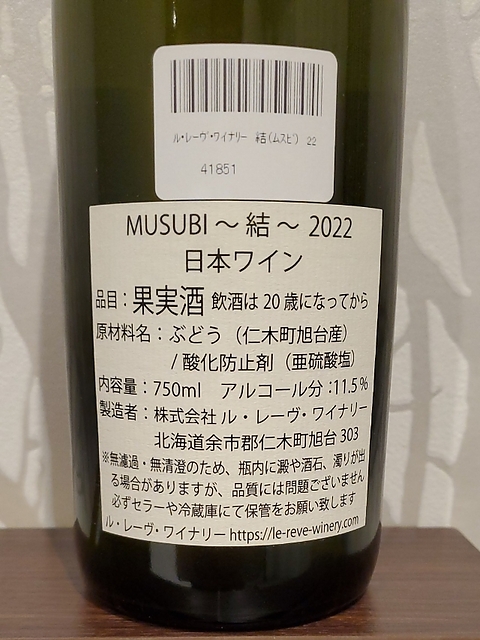 ル・レーヴ・ワイナリー 結(ムスビ) 22
41851
MUSUBI ～ 結 ～ 2022
日本ワイン
品目：果実酒 飲酒は20歳になってから
原材料名：ぶどう（仁木町旭台産）
/ 酸化防止剤（亜硫酸塩）
内容量：750ml アルコール分：11.5％
製造者：株式会社 ル・レーヴ・ワイナリー
北海道余市郡仁木町旭台 303
※無濾過・無清澄のため、瓶内に澱や酒石、濁りが出
る場合がありますが、品質には問題ございません
必ずセラーや冷蔵庫にて保管をお願い致します
ル・レーヴ・ワイナリー https://le-reve-winery.com